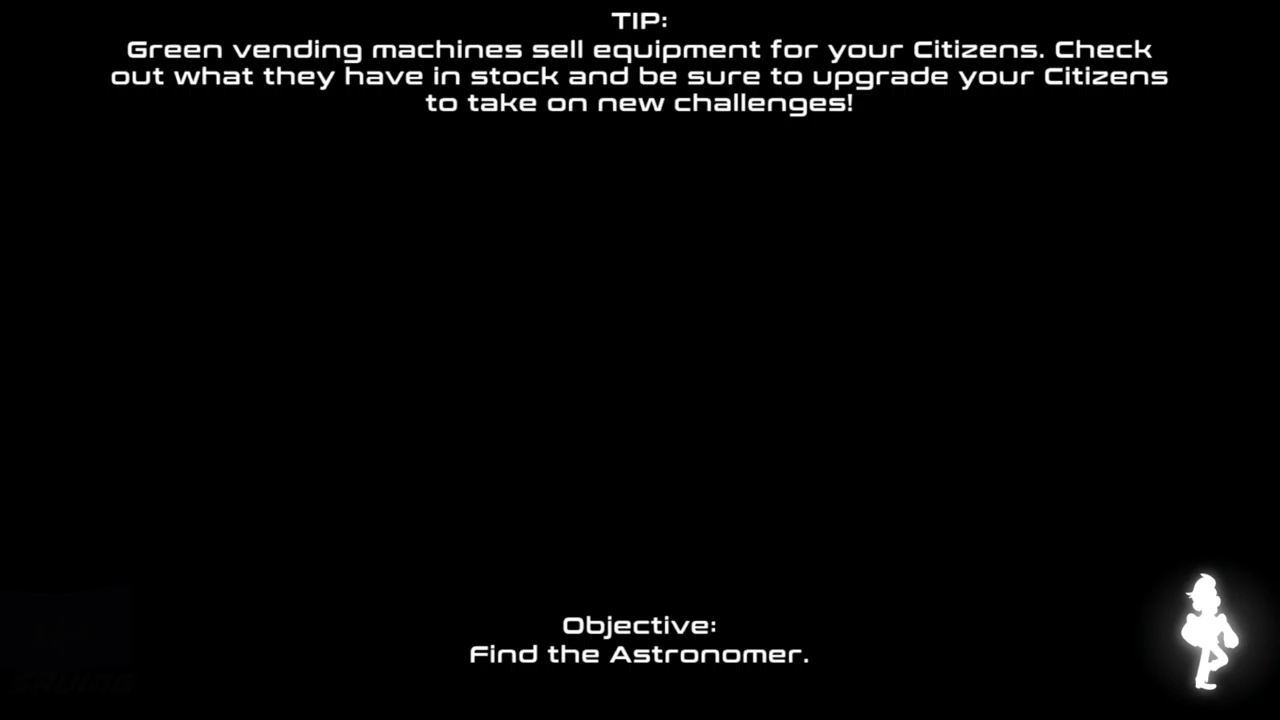 TIP:
Green vending machines sell equipment for your Citizens. Check
out what they have in stock and be sure to upgrade your Citizens
to take on new challenges!
Objective:
Find the Astronomer.